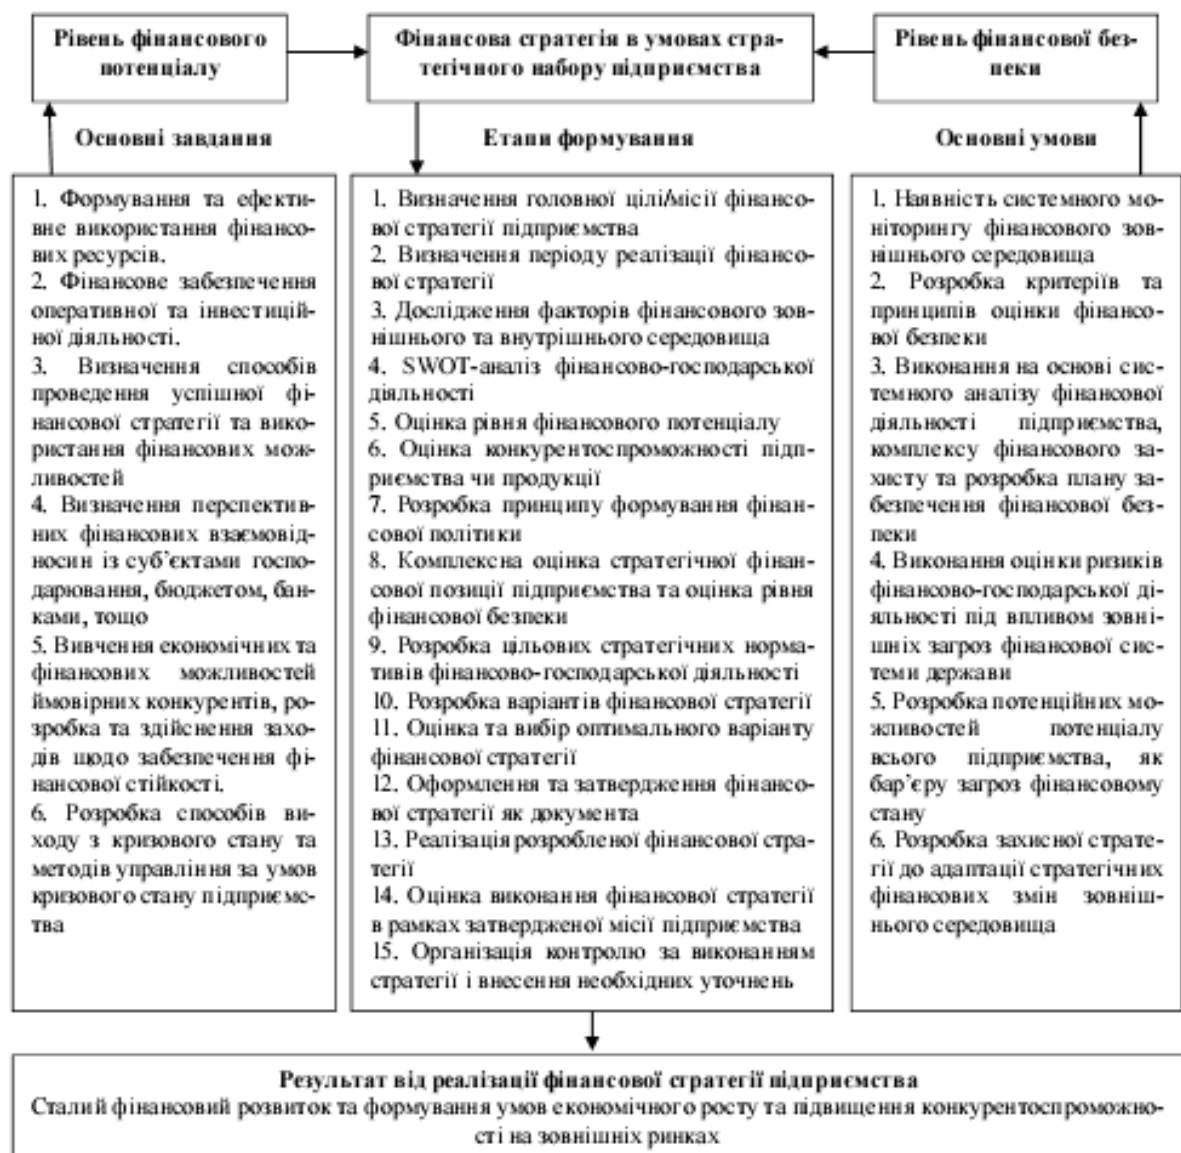 Рівень фінансового
потенціалу
Фінансова стратегія в умовах стра-
тегічного набору підприємства
Рівень фінансової без-
пеки
Основні завдання
Етапи формування
Основні умови
1. Формування та ефекти-
вне використання фінансо-
вих ресурсів.
2. Фінансове забезпечення
оперативної та інвестицій-
ної діяльності.
3. Визначення способів
проведення успішної фі-
нансової стратегії та вико-
ристання фінансових мож-
ливостей
4. Визначення перспектив-
них фінансових взаємовід-
носин із суб’єктами госпо-
дарювання, бюджетом, бан-
ками, тощо
5. Вивчення економічних та
фінансових можливостей
ймовірних конкурентів, ро-
зробка та здійснення захо-
дів щодо забезпечення фі-
нансової стійкості.
6. Розробка способів ви-
ходу з кризового стану та
методів управління за умов
кризового стану підприємс-
тва
1. Визначення головної цілі/місії фінансо-
вої стратегії підприємства
2. Визначення періоду реалізації фінансо-
вої стратегії
3. Дослідження факторів фінансового зов-
нішнього та внутрішнього середовища
4. SWOT-аналіз фінансово-господарської
діяльності
5. Оцінка рівня фінансового потенціалу
6. Оцінка конкурентоспроможності підп-
риємства чи продукції
7. Розробка принципу формування фінан-
сової політики
8. Комплексна оцінка стратегічної фінан-
сової позиції підприємства та оцінка рівня
фінансової безпеки
9. Розробка цільових стратегічних норма-
тивів фінансово-господарської діяльності
10. Розробка варіантів фінансової стратегії
11. Оцінка та вибір оптимального варіанту
фінансової стратегії
12. Оформлення та затвердження фінансо-
вої стратегії як документа
13. Реалізація розробленої фінансової стра-
тегії
14. Оцінка виконання фінансової стратегії
в рамках затвердженої місії підприємства
15. Організація контролю за виконанням
стратегії і внесення необхідних уточнень
1. Наявність системного мо-
ніторингу фінансового зов-
нішнього середовища
2. Розробка критеріїв та
принципів оцінки фінансо-
вої безпеки
3. Виконання на основі сис-
темного аналізу фінансової
діяльності підприємства,
комплексу фінансового за-
хисту та розробка плану за-
безпечення фінансової без-
пеки
4. Виконання оцінки ризиків
фінансово-господарської ді-
яльності під впливом зовні-
шніх загроз фінансової сис-
теми держави
5. Розробка потенційних мо-
жливостей потенціалу
всього підприємства, як
бар’єру загроз фінансовому
стану
6. Розробка захисної страте-
гії до адаптації стратегічних
фінансових змін зовніш-
нього середовища
Результат від реалізації фінансової стратегії підприємства
Сталий фінансовий розвиток та формування умов економічного росту та підвищення конкурентоспроможно-
сті на зовнішніх ринках